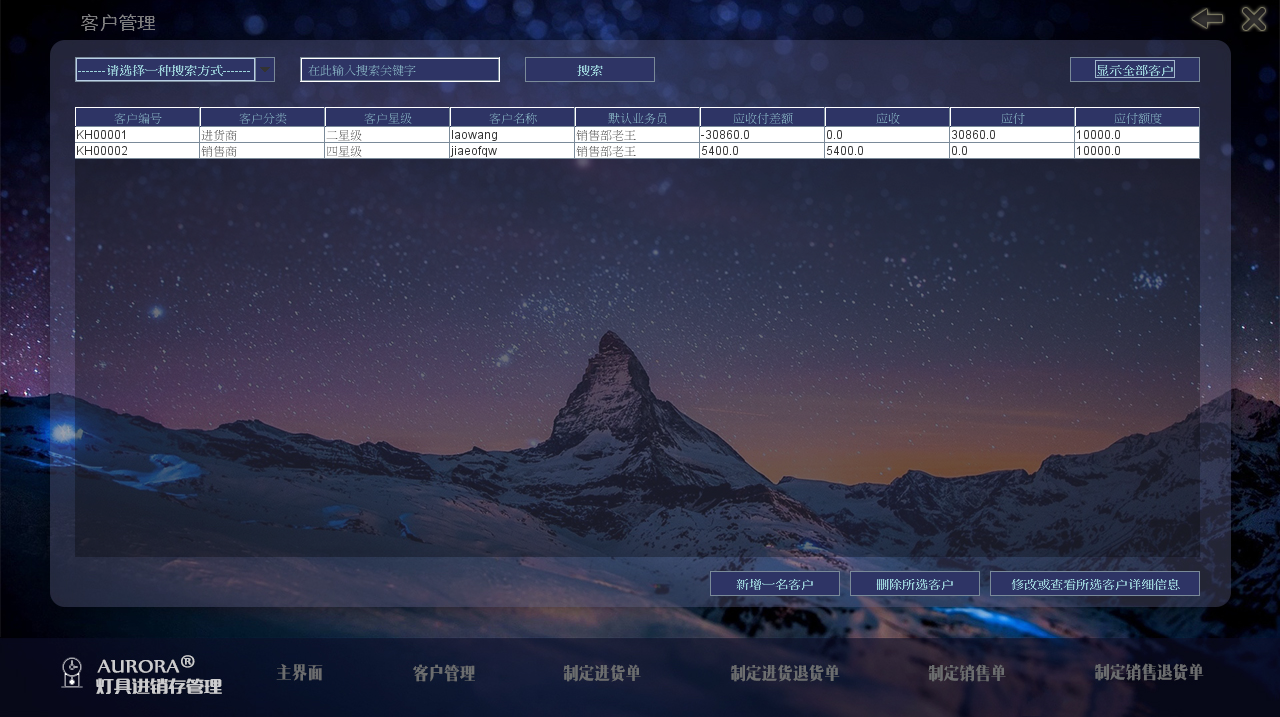 客户管理
-------请选择一种搜索方式------- 在此输入搜索关键字 搜索 显示全部客户
客户编号 客户分类 客户星级 客户名称 默认业务员 应收付差额 应收 应付 应付额度
KH00001 进货商 二星级 laowang 销售部老王 -30860.0 0.0 30860.0 10000.0
KH00002 销售商 四星级 jiaeofqw 销售部老王 5400.0 5400.0 0.0 10000.0
新增一名客户 删除所选客户 修改或查看所选客户详细信息
AURORA®
灯具进销存管理
主界面 客户管理 制定进货单 制定进货退货单 制定销售单 制定销售退货单